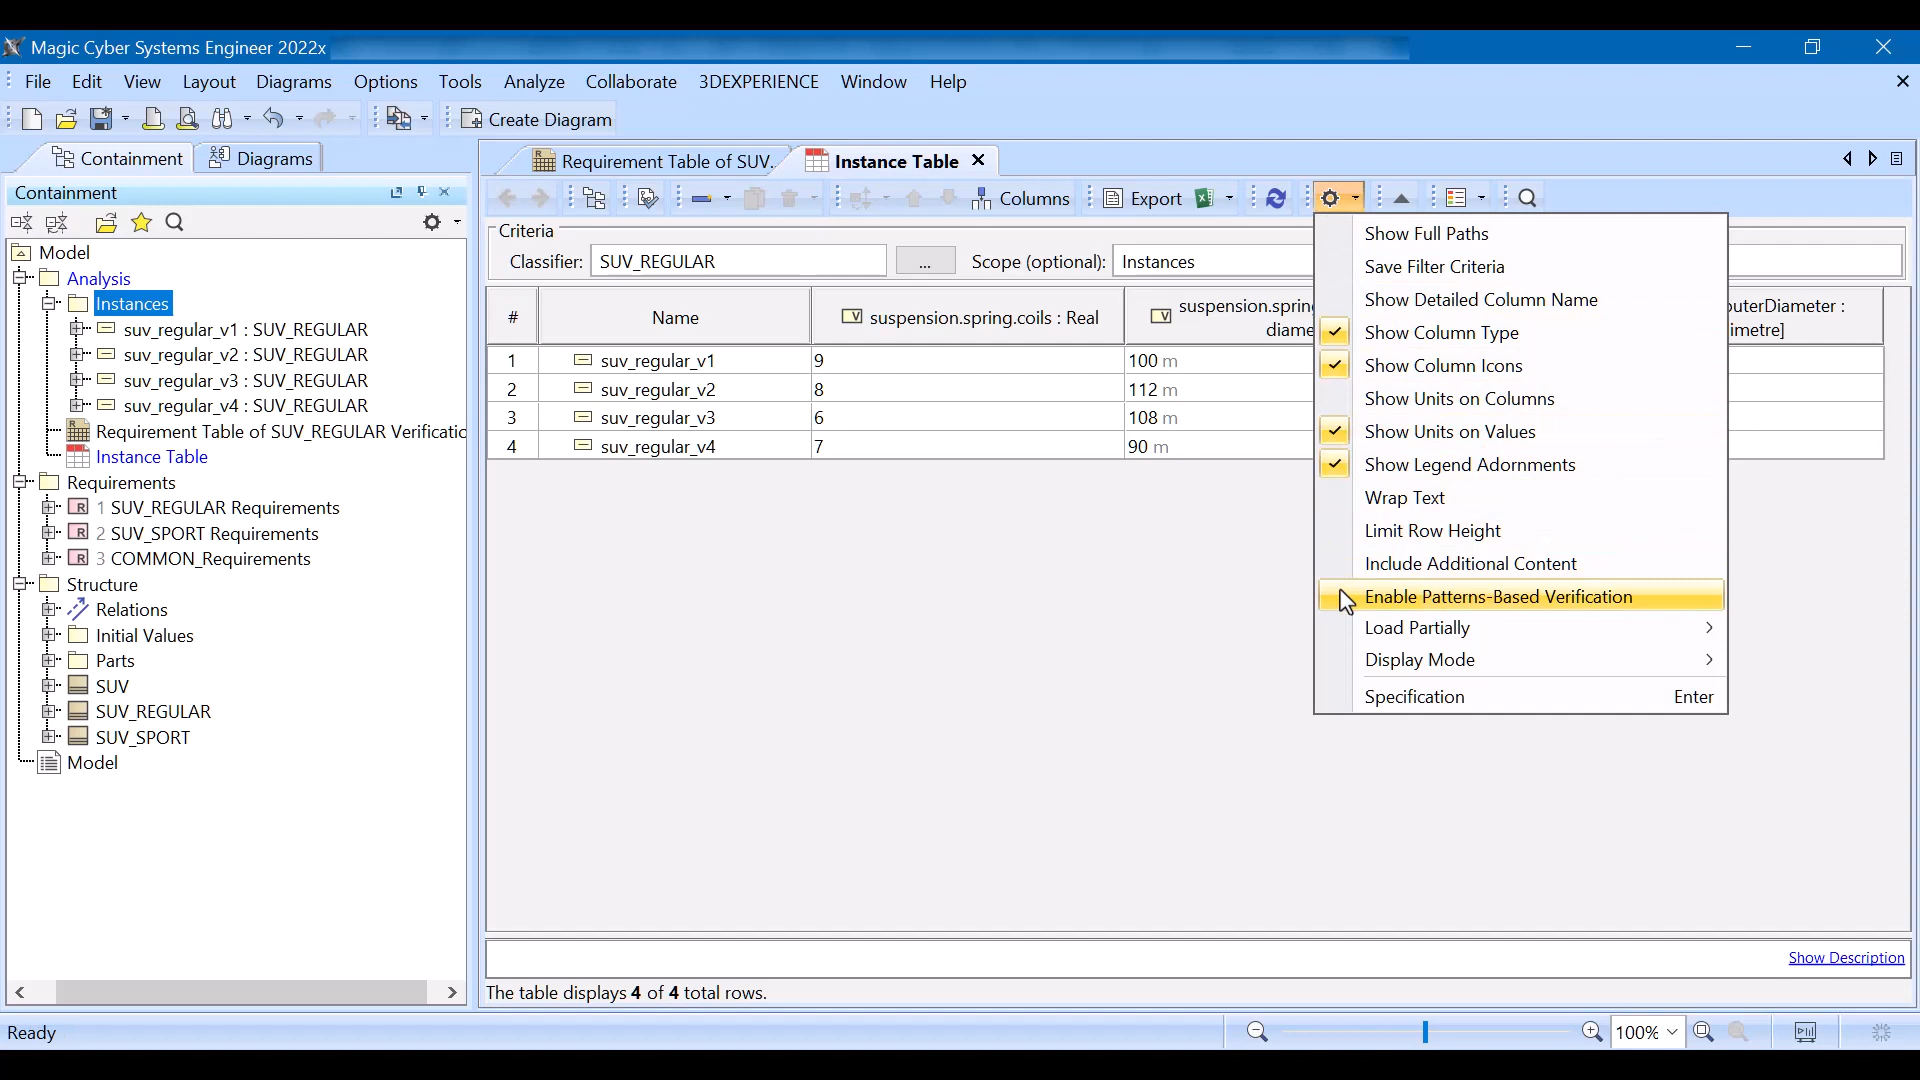 Magic Cyber Systems Engineer 2022x
File Edit View Layout Diagrams Options Tools Analyze Collaborate 3DEXPERIENCE Window Help
Create Diagram
Containment Diagrams
Containment
Model
Analysis
Instances
suv_regular_v1 : SUV_REGULAR
suv_regular_v2 : SUV_REGULAR
suv_regular_v3 : SUV_REGULAR
suv_regular_v4 : SUV_REGULAR
Requirement Table of SUV_REGULAR Verificatio
Instance Table
Requirements
1 SUV_REGULAR Requirements
2 SUV_SPORT Requirements
3 COMMON_Requirements
Structure
Relations
Initial Values
Parts
SUV
SUV_REGULAR
SUV_SPORT
Model
Requirement Table of SUV... Instance Table
Columns Export
Criteria
Classifier: SUV_REGULAR ... Scope (optional): Instances
# Name suspension.spring.coils : Real suspension.spring
diame
outerDiameter :
imetre]
1 suv_regular_v1 9 100 m
2 suv_regular_v2 8 112 m
3 suv_regular_v3 6 108 m
4 suv_regular_v4 7 90 m
Show Full Paths
Save Filter Criteria
Show Detailed Column Name
Show Column Type
Show Column Icons
Show Units on Columns
Show Units on Values
Show Legend Adornments
Wrap Text
Limit Row Height
Include Additional Content
Enable Patterns-Based Verification
Load Partially
Display Mode
Specification Enter
Show Description
The table displays 4 of 4 total rows.
Ready
100%